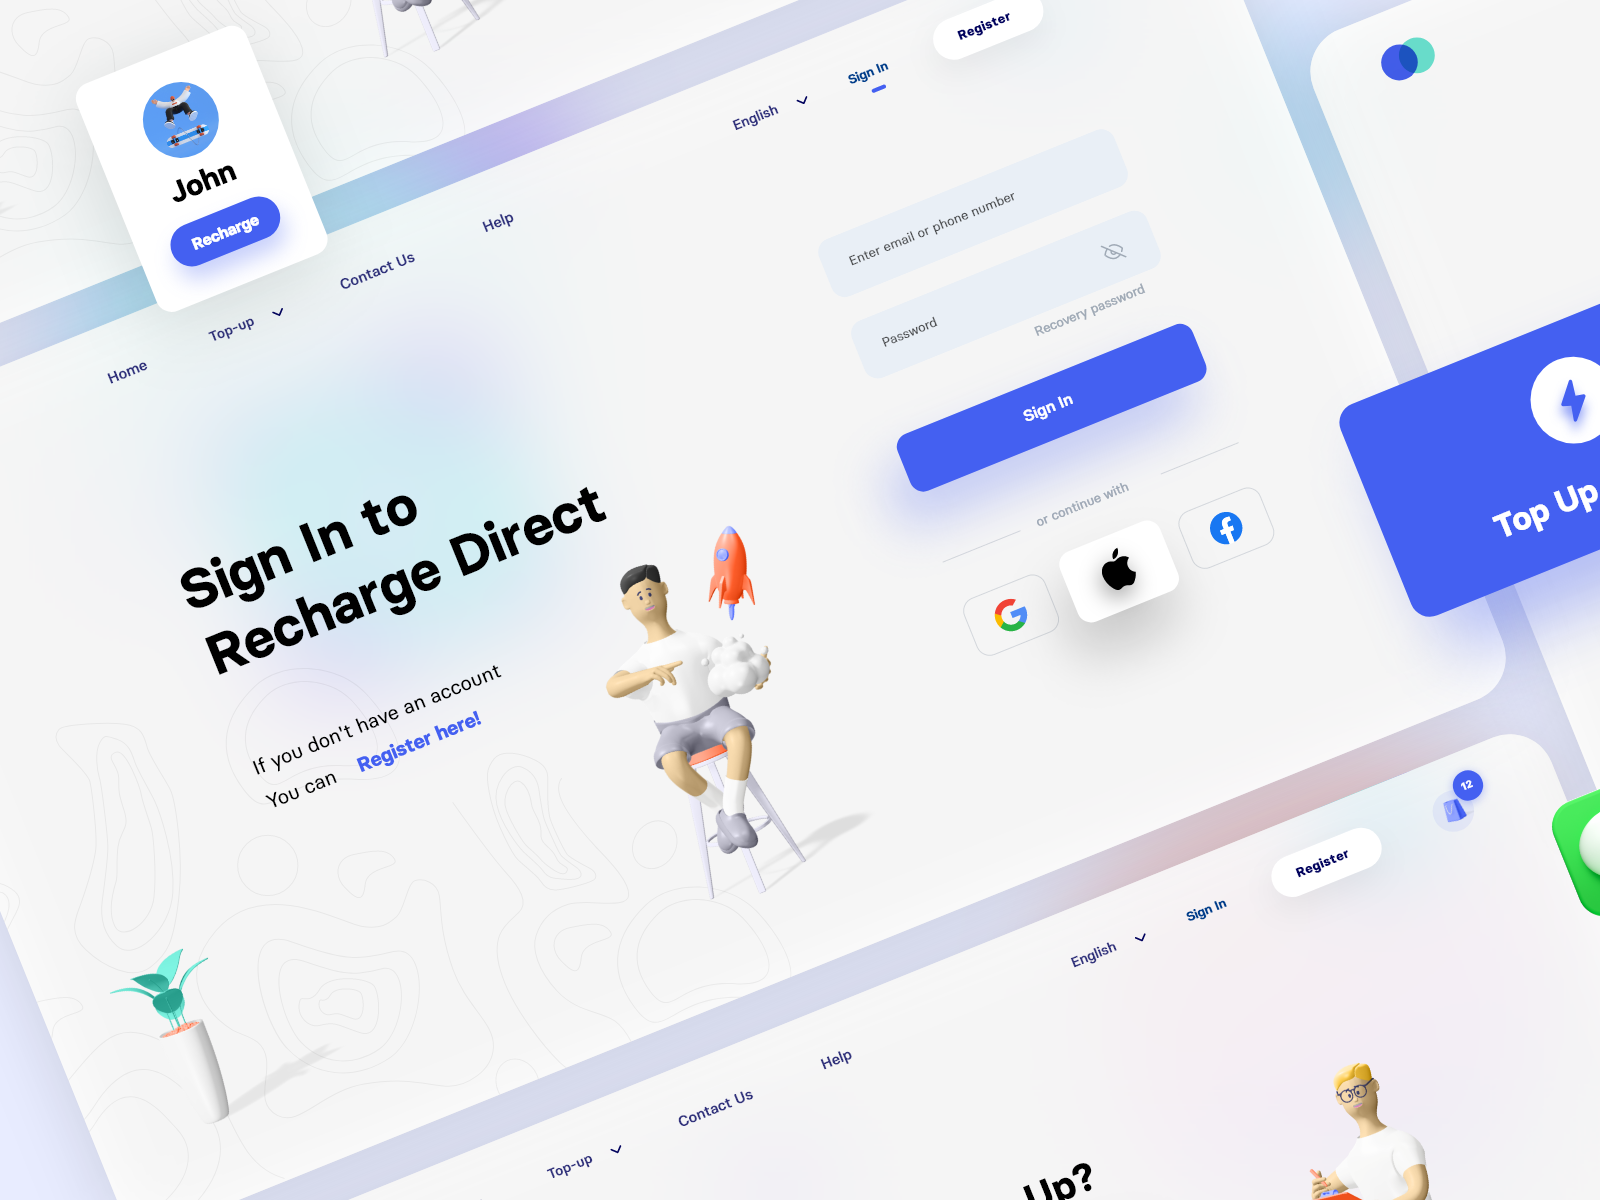 John
Recharge
Home
Top-up
Contact Us
Help
English
Sign In
Register
Sign In to
Recharge Direct
If you don't have an account
You can Register here!
Enter email or phone number
Password
Recovery password
Sign In
or continue with
Top Up
12
Home
Top-up
Contact Us
Help
English
Sign In
Register
Up?